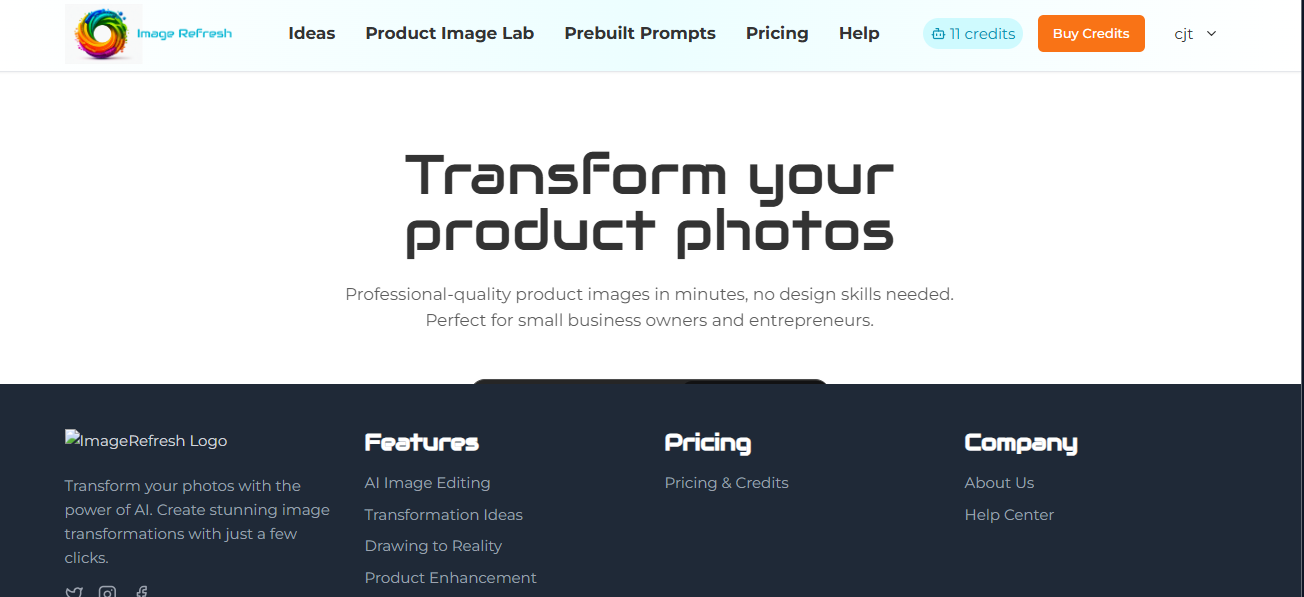 Image Refresh
Ideas
Product Image Lab
Prebuilt Prompts
Pricing
Help
11 credits
Buy Credits
cjt
Transform your
product photos
Professional-quality product images in minutes, no design skills needed.
Perfect for small business owners and entrepreneurs.
ImageRefresh Logo
Transform your photos with the
power of AI. Create stunning image
transformations with just a few
clicks.
Features
AI Image Editing
Transformation Ideas
Drawing to Reality
Product Enhancement
Pricing
Pricing & Credits
Company
About Us
Help Center